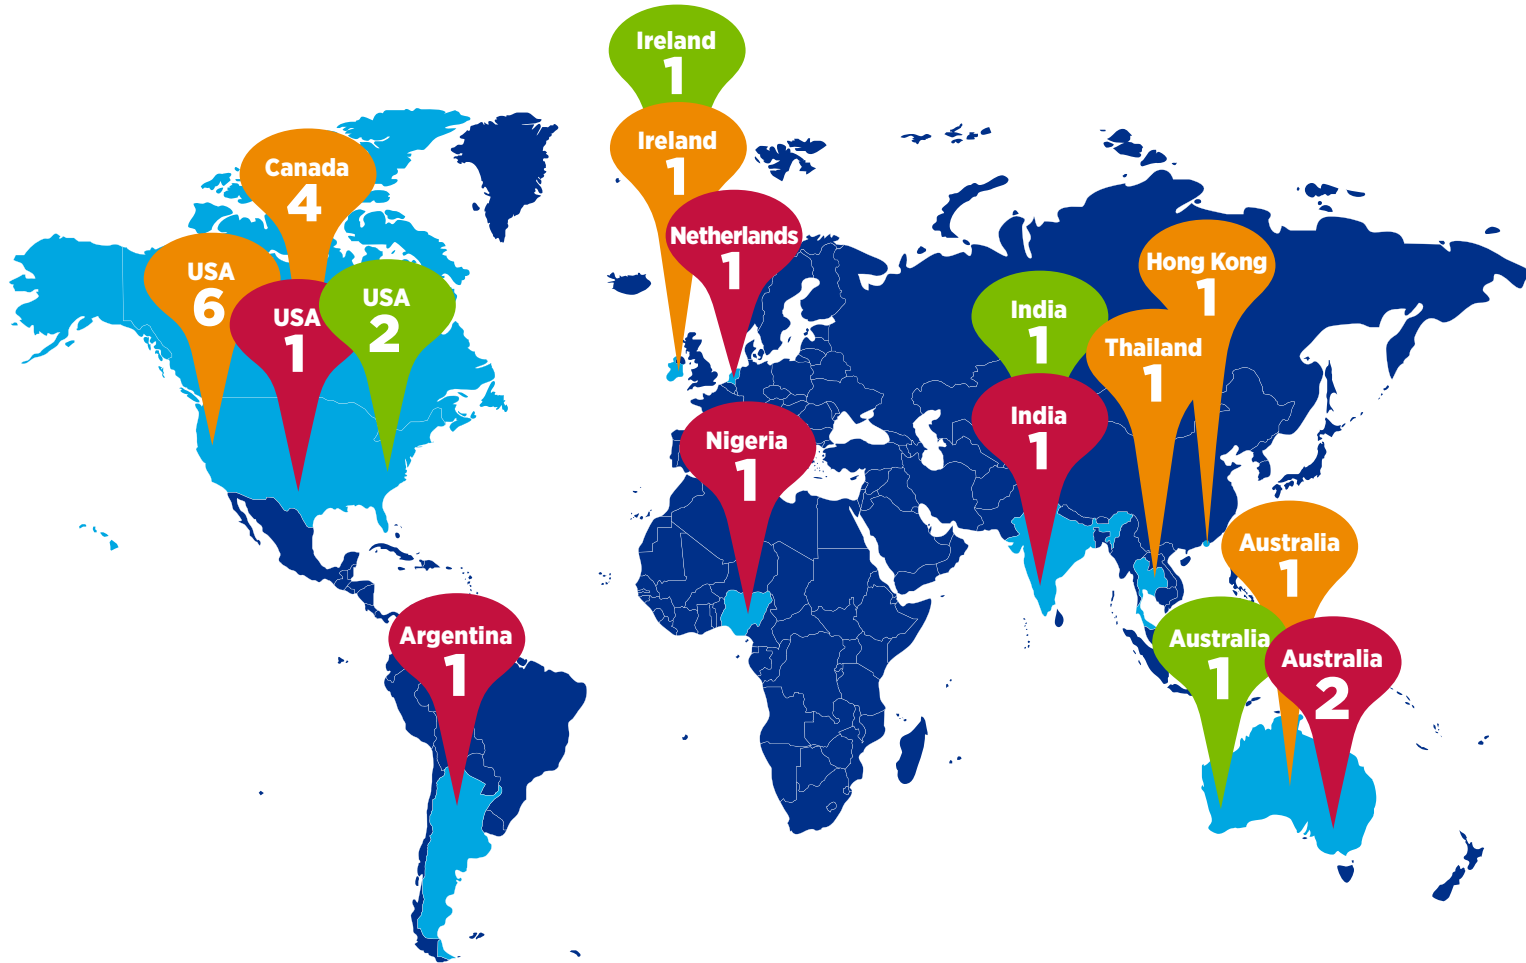 Ireland
1
Ireland
1
Canada
4
Netherlands
1
USA
6
USA
1
USA
2
Hong Kong
1
India
1
Thailand
1
India
1
Nigeria
1
Australia
1
Argentina
1
Australia
1
Australia
2